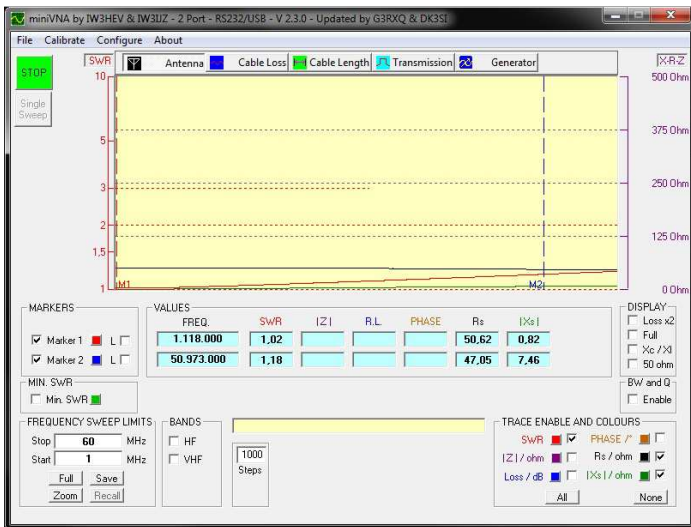 miniVNA by IW3HEV & IW3IJZ - 2 Port - RS232/USB - V 2.3.0 - Updated by G3RXQ & DK3SI
File Calibrate Configure About
STOP
Single Sweep
SWR
Antenna Cable Loss Cable Length Transmission Generator
X-R-Z
10
5
3
2
1,5
1
500 Ohm
375 Ohm
250 Ohm
125 Ohm
0 Ohm
M1 M2
MARKERS
Marker 1 L
Marker 2 L
VALUES
FREQ. SWR |Z| R.L. PHASE Rs |Xs|
1.118.000 1,02 50,62 0,82
50.973.000 1,18 47,05 7,46
DISPLAY
Loss x2
Full
Xc / Xl
50 ohm
MIN. SWR
Min. SWR
BW and Q
Enable
FREQUENCY SWEEP LIMITS
Stop 60 MHz
Start 1 MHz
Full Save
Zoom Recall
BANDS
HF
VHF
1000
Steps
TRACE ENABLE AND COLOURS
SWR PHASE /°
|Z| / ohm Rs / ohm
Loss / dB |Xs| / ohm
All None